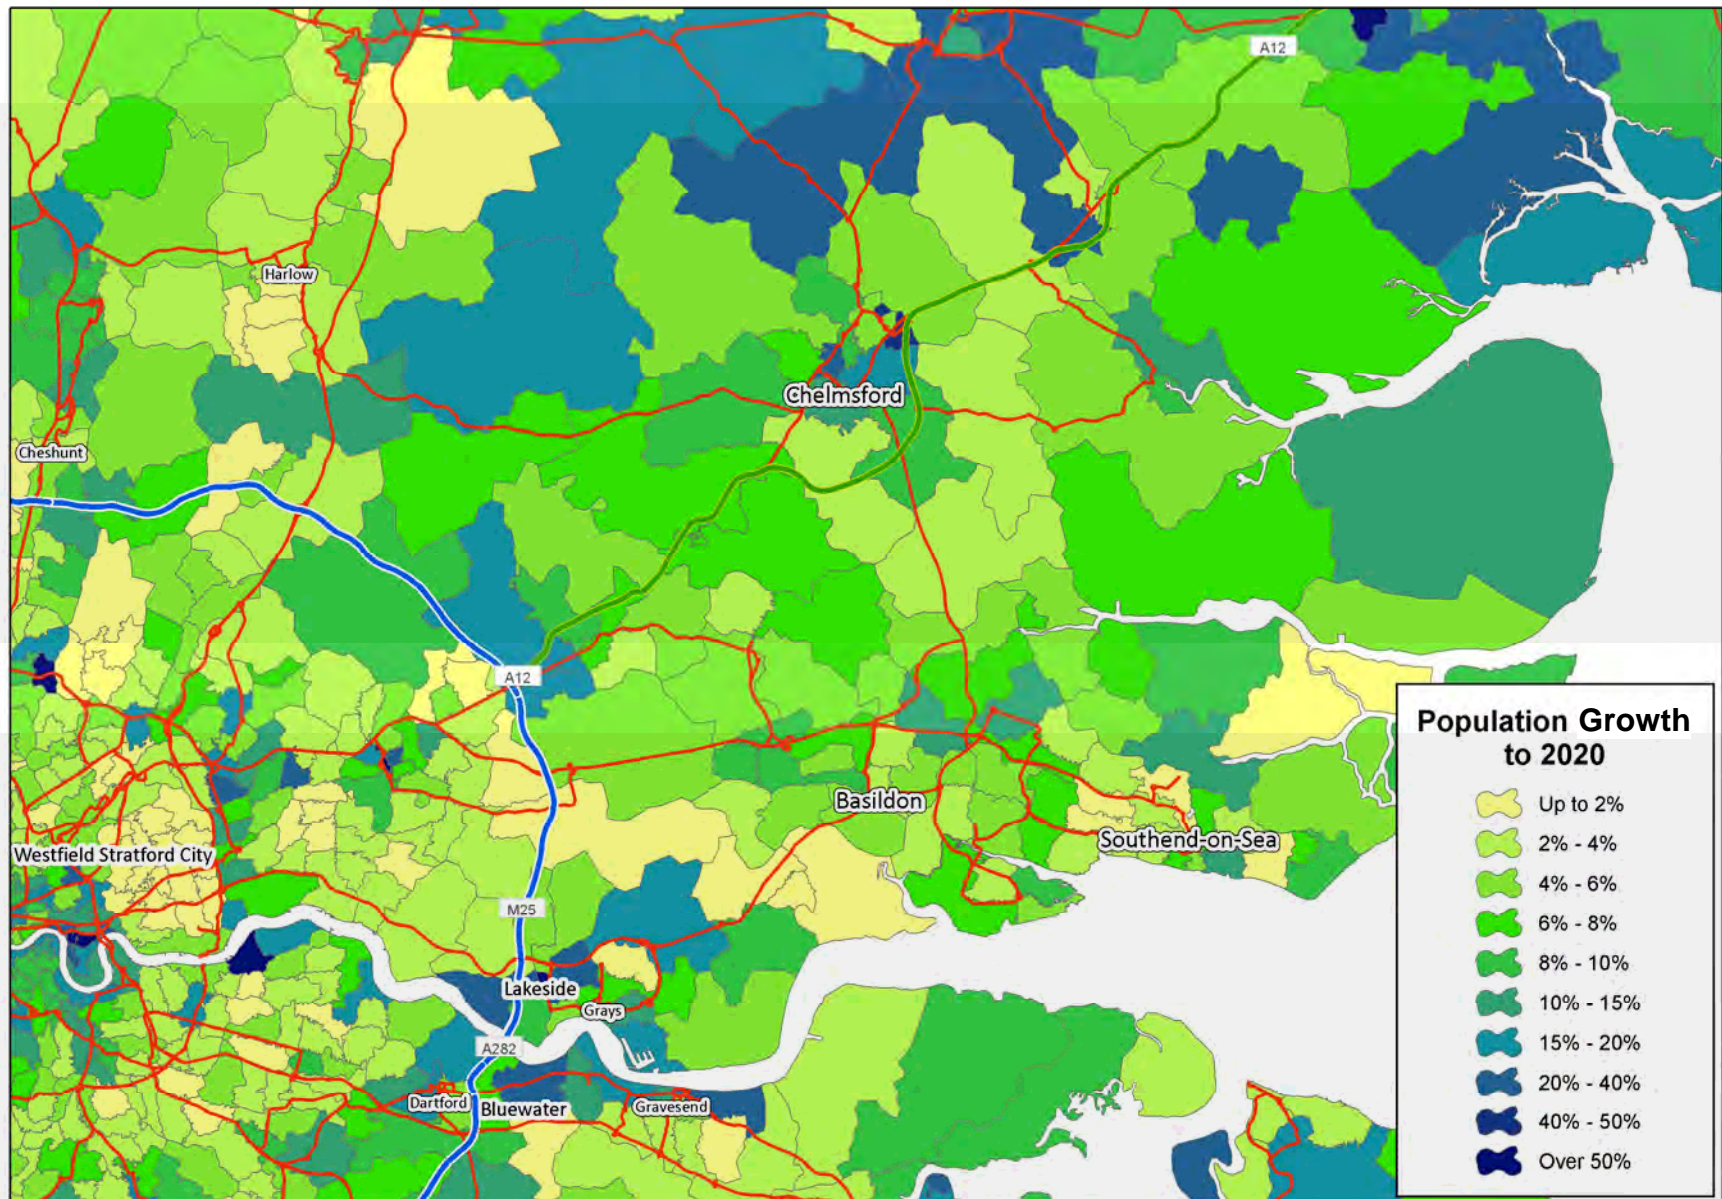 A12
Harlow
Chelmsford
Cheshunt
A12
Basildon
Southend-on-Sea
Westfield Stratford City
M25
Lakeside
Grays
A282
Dartford
Bluewater
Gravesend
Population Growth
to 2020
Up to 2%
2% - 4%
4% - 6%
6% - 8%
8% - 10%
10% - 15%
15% - 20%
20% - 40%
40% - 50%
Over 50%